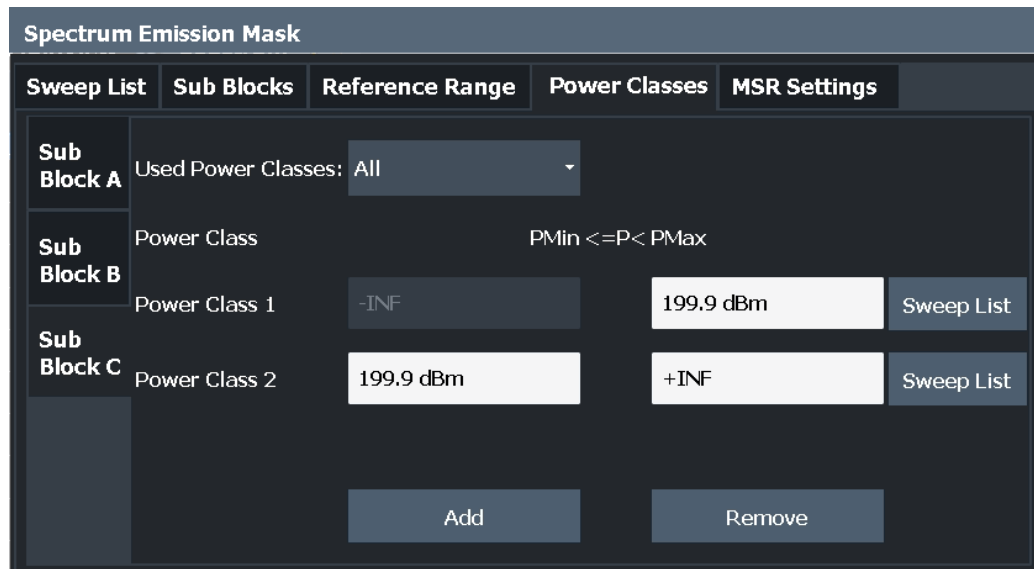 Spectrum Emission Mask
Sweep List Sub Blocks Reference Range Power Classes MSR Settings
Sub
Block A
Used Power Classes: All
Sub
Block B
Power Class PMin <=P< PMax
Power Class 1 -INF 199.9 dBm Sweep List
Sub
Block C
Power Class 2 199.9 dBm +INF Sweep List
Add Remove